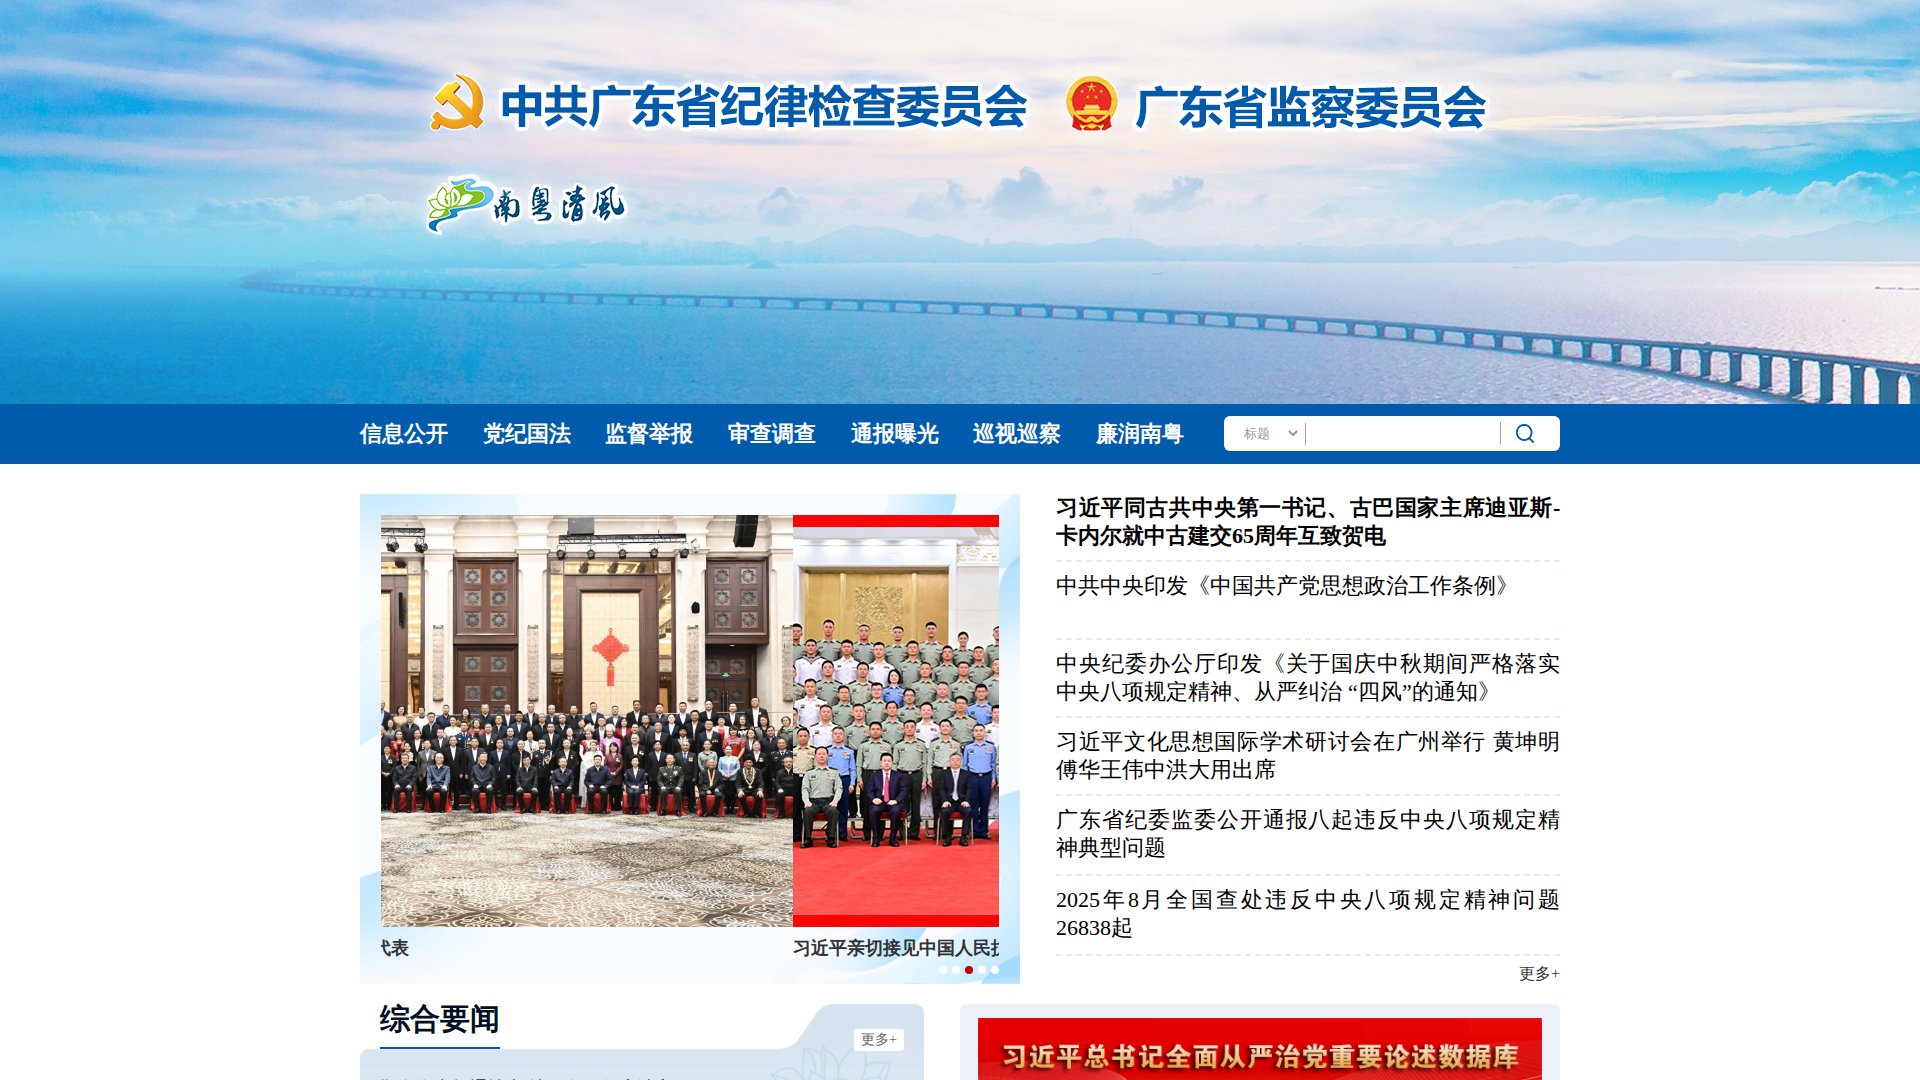 中共广东省纪律检查委员会 广东省监察委员会
南粤清風
信息公开 党纪国法 监督举报 审查调查 通报曝光 巡视巡察 廉润南粤 标题
习近平同古共中央第一书记、古巴国家主席迪亚斯-
卡内尔就中古建交65周年互致贺电
中共中央印发《中国共产党思想政治工作条例》
中央纪委办公厅印发《关于国庆中秋期间严格落实
中央八项规定精神、从严纠治 “四风”的通知》
习近平文化思想国际学术研讨会在广州举行 黄坤明
傅华王伟中洪大用出席
广东省纪委监委公开通报八起违反中央八项规定精
神典型问题
2025年8月全国查处违反中央八项规定精神问题
26838起
更多+
代表 习近平亲切接见中国人民抗
综合要闻
更多+
习近平总书记全面从严治党重要论述数据库